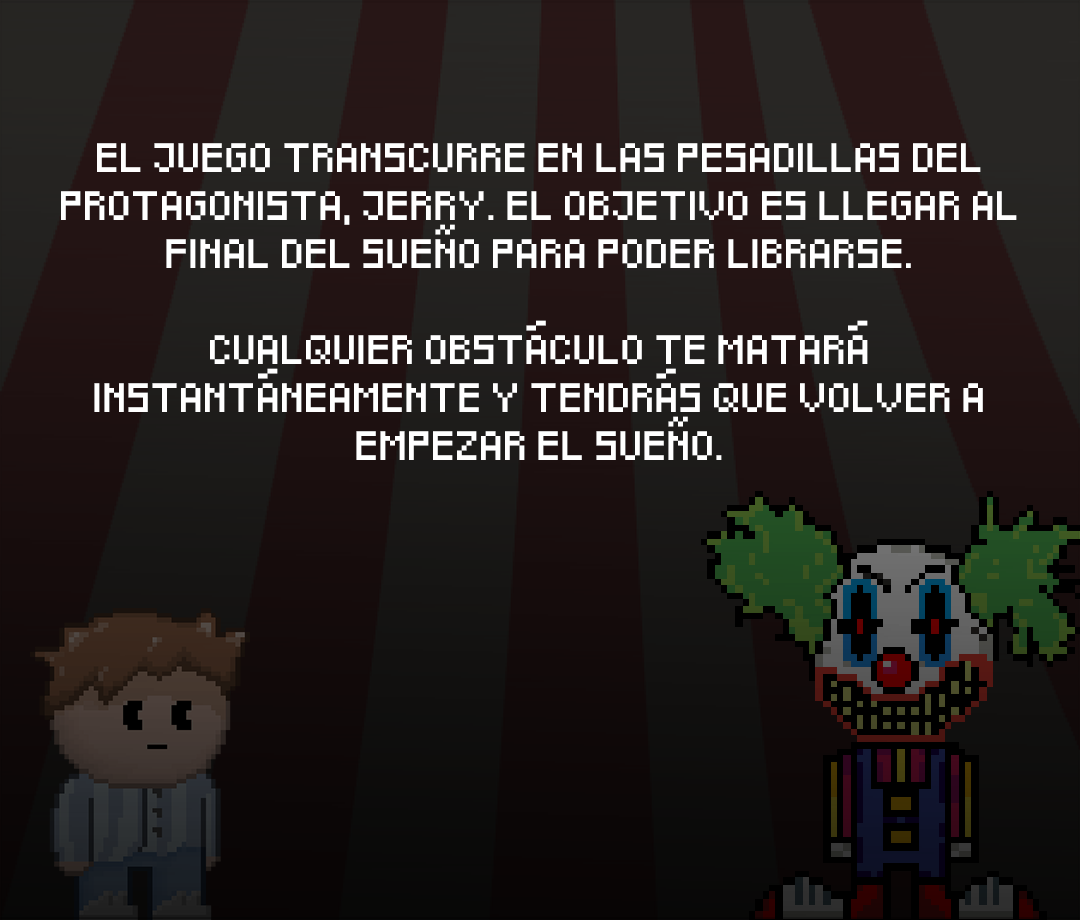 EL JUEGO TRANSCURRE EN LAS PESADILLAS DEL
PROTAGONISTA, JERRY. EL OBJETIVO ES LLEGAR AL
FINAL DEL SUEÑO PARA PODER LIBRARSE.
CUALQUIER OBSTÁCULO TE MATARÁ
INSTANTÁNEAMENTE Y TENDRÁS QUE VOLVER A
EMPEZAR EL SUEÑO.